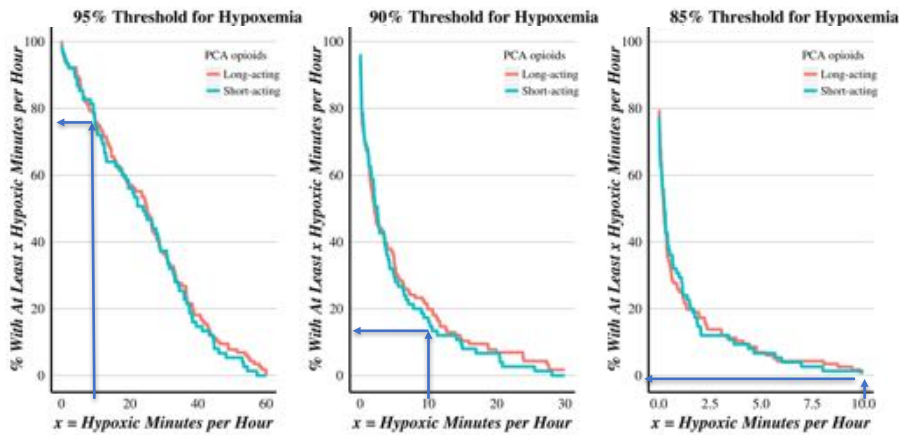 95% Threshold for Hypoxemia
% With At Least x Hypoxic Minutes per Hour
100
80
60
40
20
0
PCA opioids
Long-acting
Short-acting
0 20 40 60
x = Hypoxic Minutes per Hour
90% Threshold for Hypoxemia
% With At Least x Hypoxic Minutes per Hour
100
80
60
40
20
0
PCA opioids
Long-acting
Short-acting
0 10 20 30
x = Hypoxic Minutes per Hour
85% Threshold for Hypoxemia
% With At Least x Hypoxic Minutes per Hour
100
80
60
40
20
0
PCA opioids
Long-acting
Short-acting
0.0 2.5 5.0 7.5 10.0
x = Hypoxic Minutes per Hour